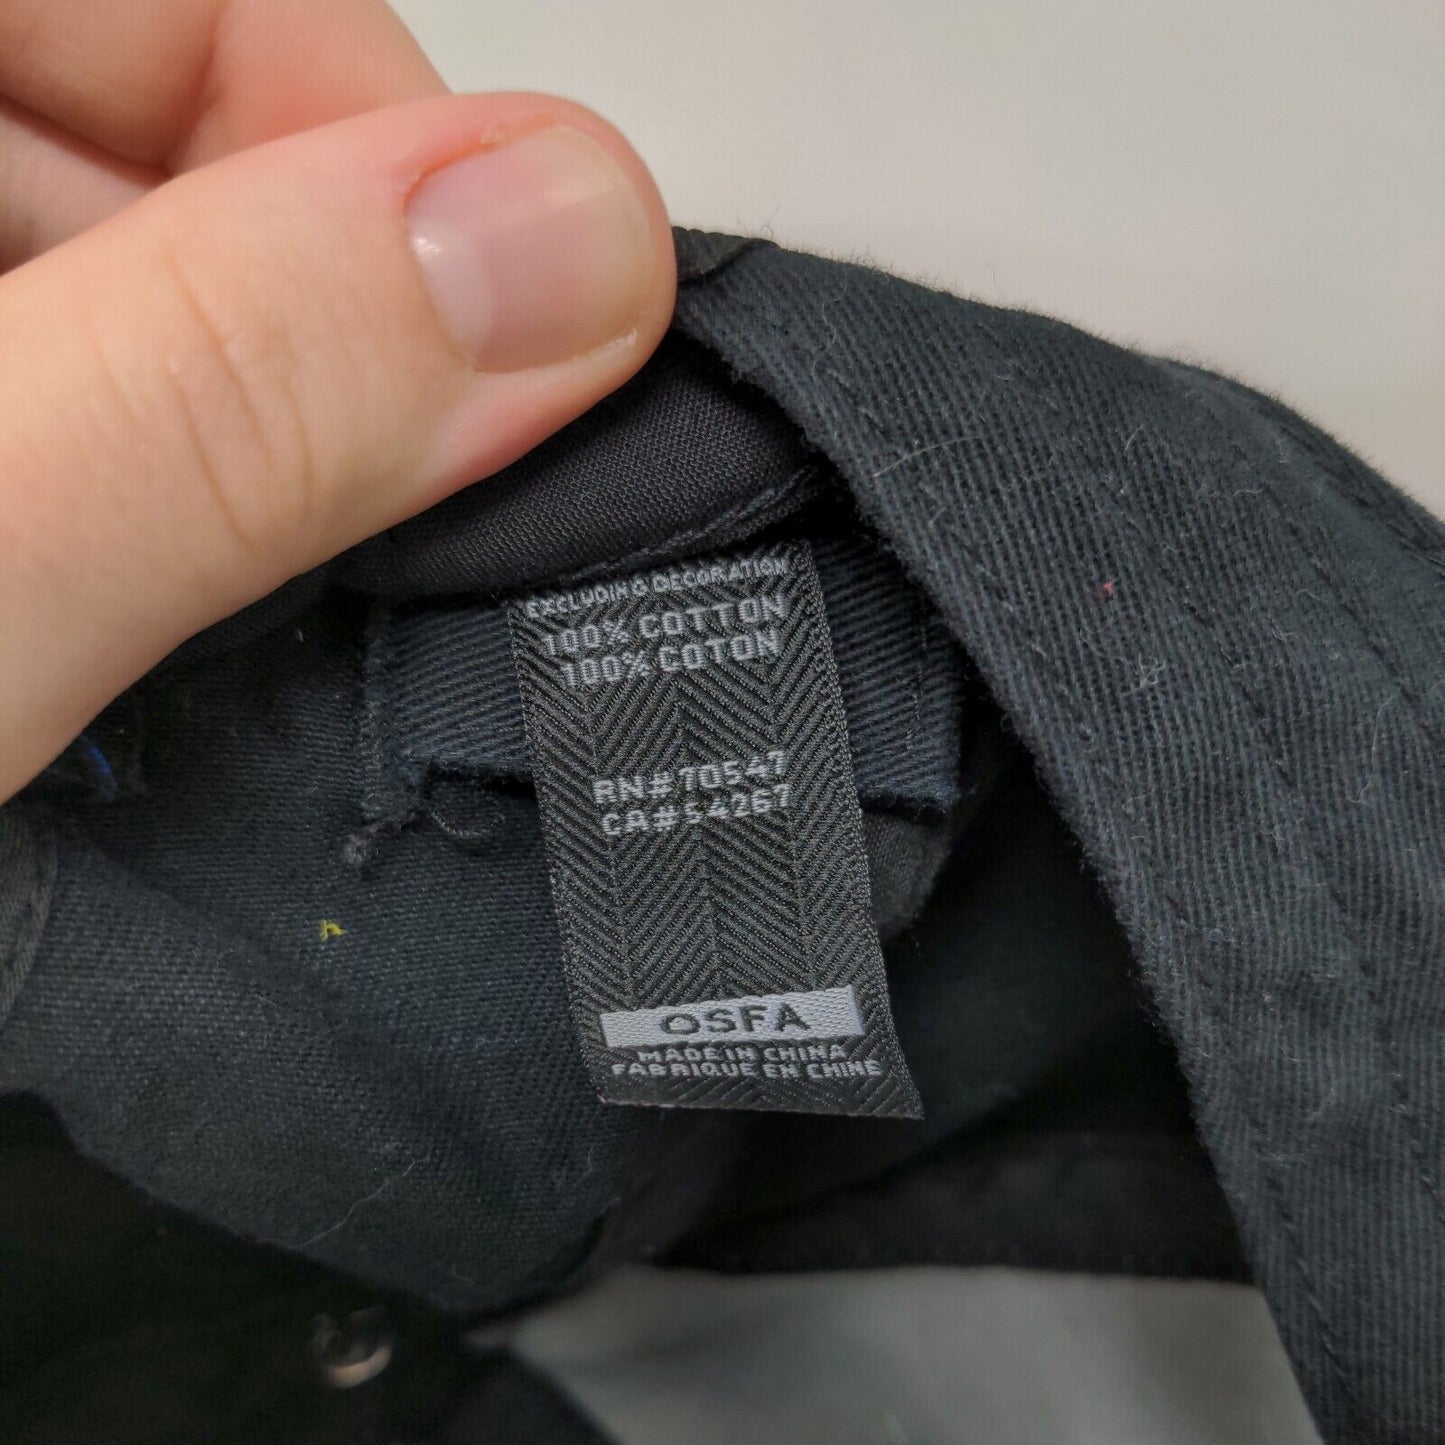 EXCLUDING DECORATION
100% COTTON
100% COTON
RN# 70547
CA# 54267
OSFA
MADE IN CHINA
FABRIQUE EN CHINE